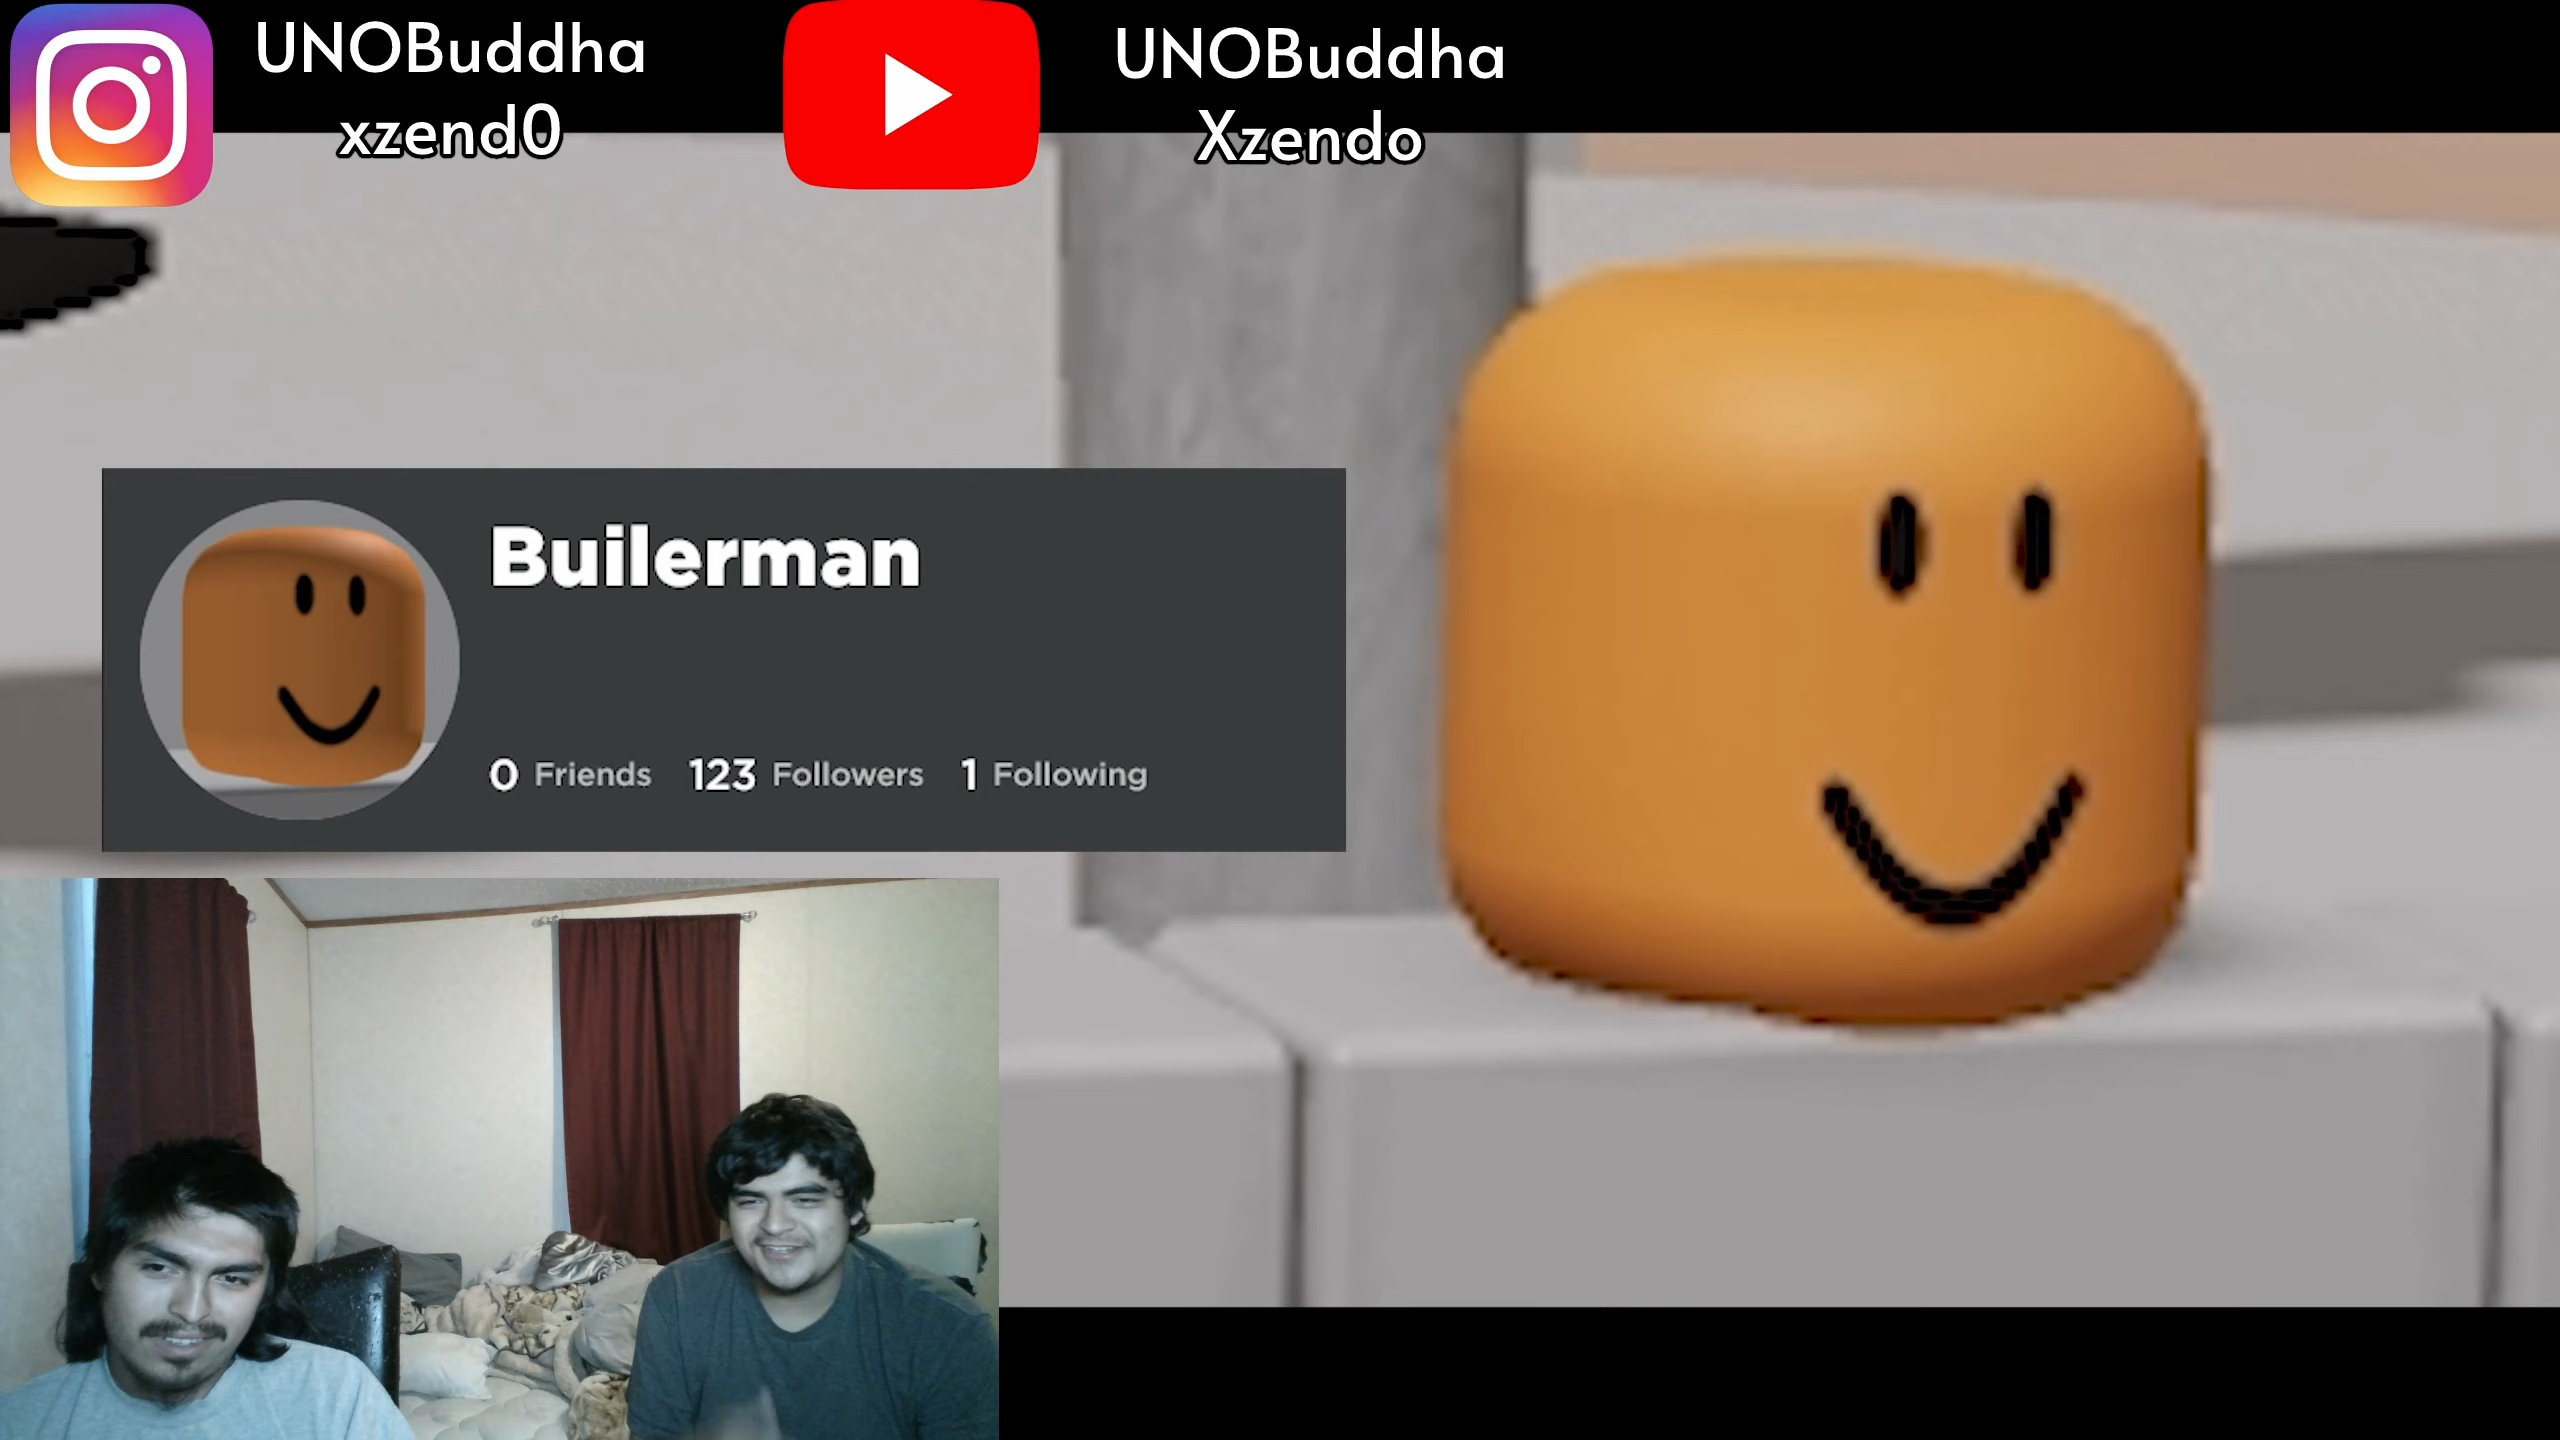 UNOBuddha
xzend0
UNOBuddha
Xzendo
Builerman
0 Friends 123 Followers 1 Following